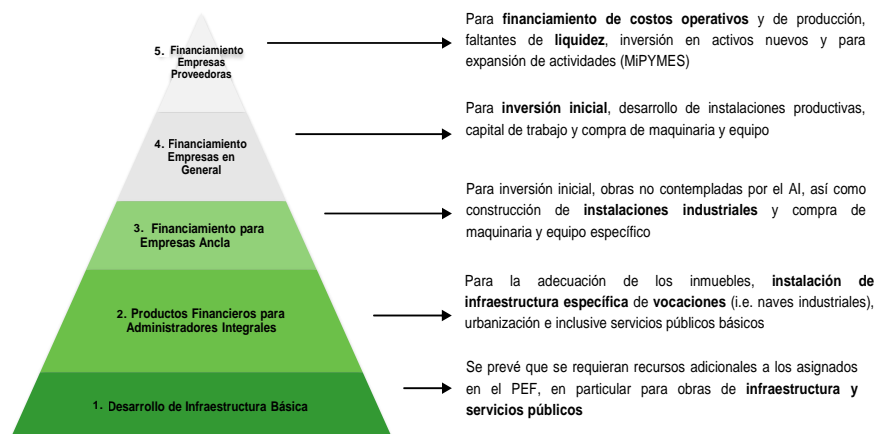 5. Financiamiento
Empresas
Proveedoras
Para financiamiento de costos operativos y de producción,
faltantes de liquidez, inversión en activos nuevos y para
expansión de actividades (MiPYMES)
4. Financiamiento
Empresas en
General
Para inversión inicial, desarrollo de instalaciones productivas,
capital de trabajo y compra de maquinaria y equipo
3. Financiamiento para
Empresas Ancla
Para inversión inicial, obras no contempladas por el AI, así como
construcción de instalaciones industriales y compra de
maquinaria y equipo específico
2. Productos Financieros para
Administradores Integrales
Para la adecuación de los inmuebles, instalación de
infraestructura específica de vocaciones (i.e. naves industriales),
urbanización e inclusive servicios públicos básicos
1. Desarrollo de Infraestructura Básica
Se prevé que se requieran recursos adicionales a los asignados
en el PEF, en particular para obras de infraestructura y
servicios públicos